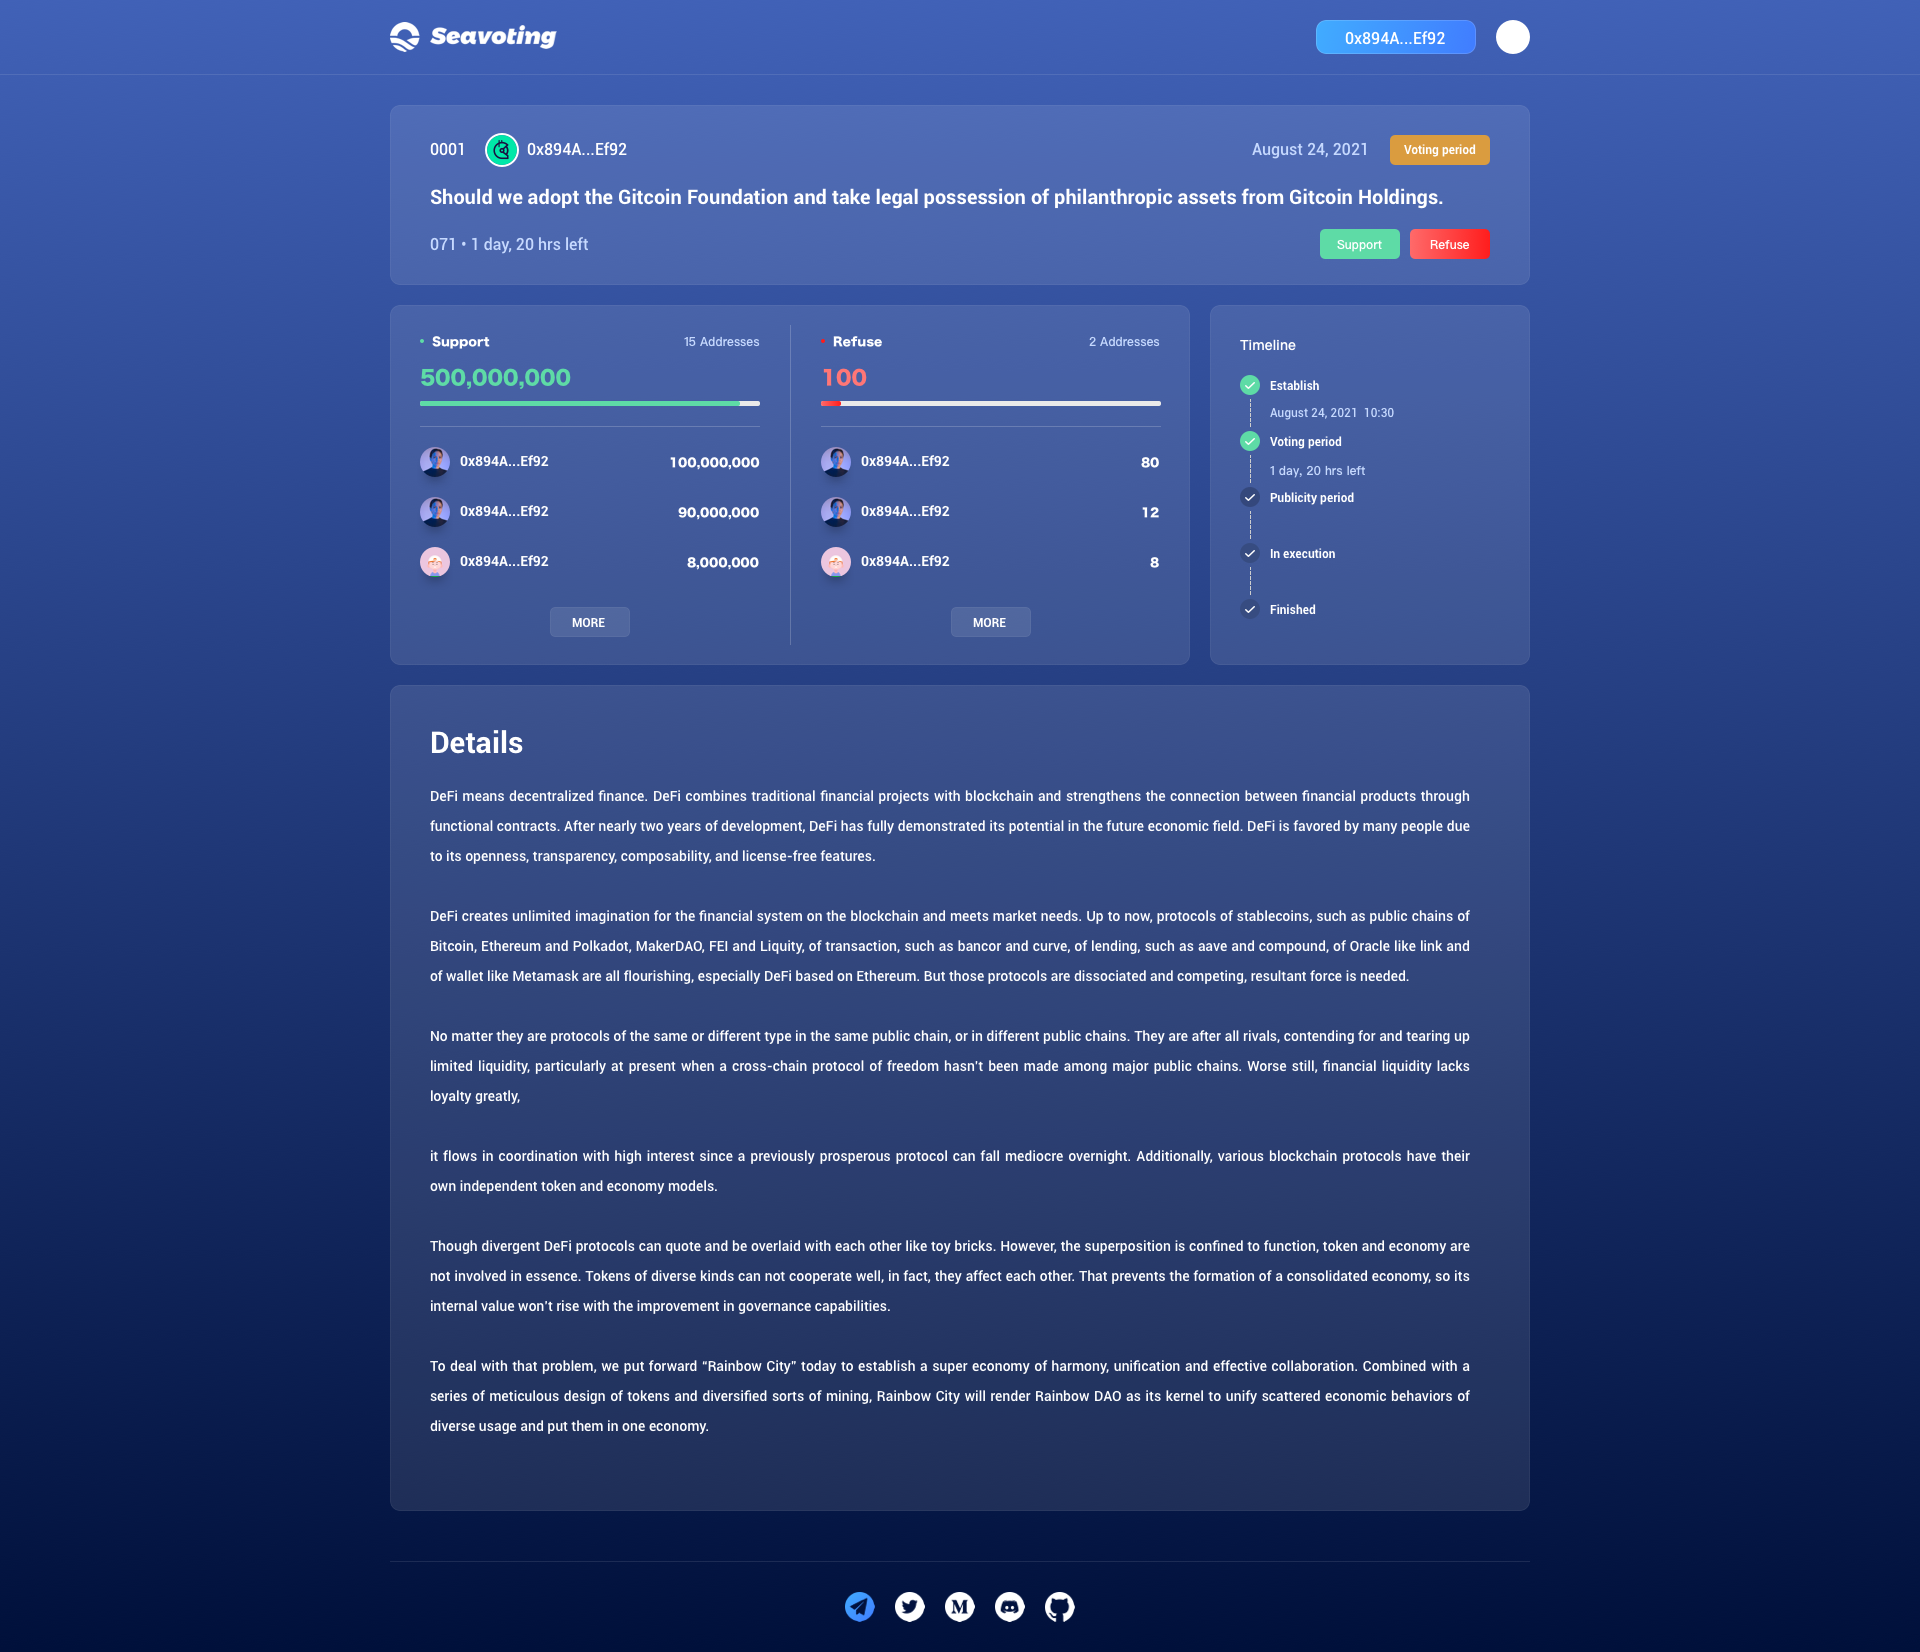 Seavoting
0x894A...Ef92
0001
0x894A...Ef92
August 24, 2021
Voting period
Should we adopt the Gitcoin Foundation and take legal possession of philanthropic assets from Gitcoin Holdings.
071 • 1 day, 20 hrs left
Support
Refuse
Support
15 Addresses
500,000,000
0x894A...Ef92
100,000,000
0x894A...Ef92
90,000,000
0x894A...Ef92
8,000,000
MORE
Refuse
2 Addresses
100
0x894A...Ef92
80
0x894A...Ef92
12
0x894A...Ef92
8
MORE
Timeline
Establish
August 24, 2021 10:30
Voting period
1 day, 20 hrs left
Publicity period
In execution
Finished
Details
DeFi means decentralized finance. DeFi combines traditional financial projects with blockchain and strengthens the connection between financial products through
functional contracts. After nearly two years of development, DeFi has fully demonstrated its potential in the future economic field. DeFi is favored by many people due
to its openness, transparency, composability, and license-free features.
DeFi creates unlimited imagination for the financial system on the blockchain and meets market needs. Up to now, protocols of stablecoins, such as public chains of
Bitcoin, Ethereum and Polkadot, MakerDAO, FEI and Liquity, of transaction, such as bancor and curve, of lending, such as aave and compound, of Oracle like link and
of wallet like Metamask are all flourishing, especially DeFi based on Ethereum. But those protocols are dissociated and competing, resultant force is needed.
No matter they are protocols of the same or different type in the same public chain, or in different public chains. They are after all rivals, contending for and tearing up
limited liquidity, particularly at present when a cross-chain protocol of freedom hasn't been made among major public chains. Worse still, financial liquidity lacks
loyalty greatly,
it flows in coordination with high interest since a previously prosperous protocol can fall mediocre overnight. Additionally, various blockchain protocols have their
own independent token and economy models.
Though divergent DeFi protocols can quote and be overlaid with each other like toy bricks. However, the superposition is confined to function, token and economy are
not involved in essence. Tokens of diverse kinds can not cooperate well, in fact, they affect each other. That prevents the formation of a consolidated economy, so its
internal value won't rise with the improvement in governance capabilities.
To deal with that problem, we put forward “Rainbow City” today to establish a super economy of harmony, unification and effective collaboration. Combined with a
series of meticulous design of tokens and diversified sorts of mining, Rainbow City will render Rainbow DAO as its kernel to unify scattered economic behaviors of
diverse usage and put them in one economy.